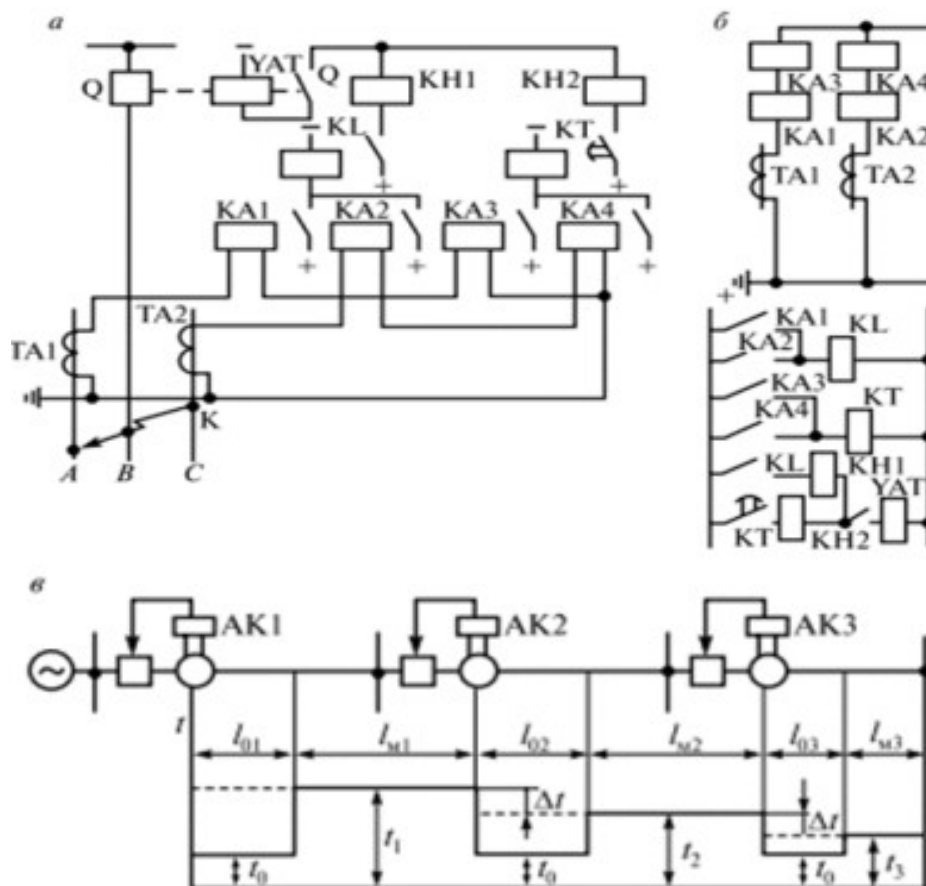 а
Q
YAT
Q
KH1
KH2
KL
KT
+
+
KA1
KA2
KA3
KA4
+
+
+
+
TA1
TA2
K
A B C
б
KA3
KA4
KA1
KA2
TA1
TA2
+
KA1
KL
KA2
KA3
KT
KA4
KL
KH1
YAT
KT
KH2
в
AK1
AK2
AK3
t
l01
lм1
l02
lм2
l03
lм3
Δt
Δt
t0
t1
t0
t2
t0
t3